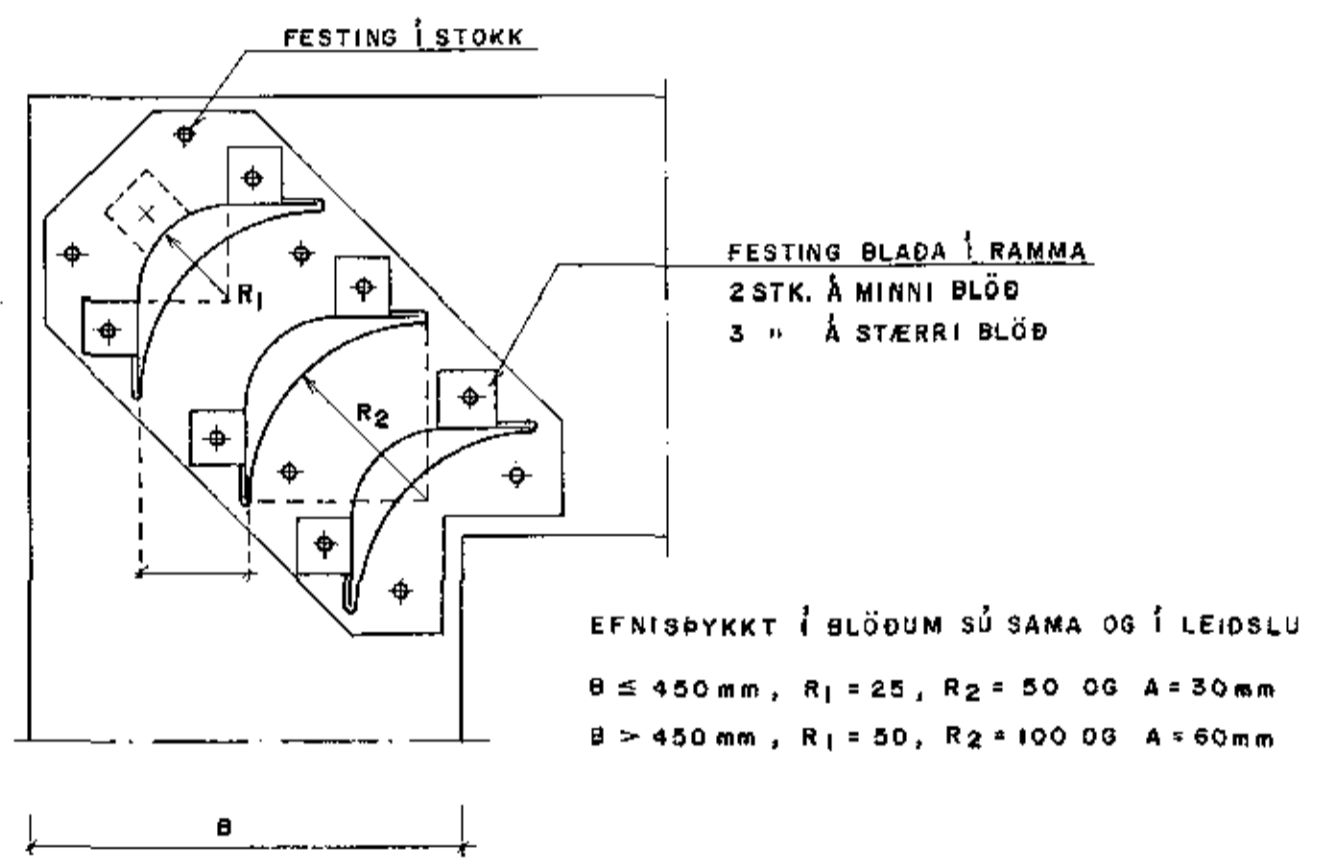 FESTING Í STOKK
FESTING BLAÐA Í RAMMA
2 STK. Á MINNI BLÖÐ
3 " Á STÆRRI BLÖÐ
R1
R2
EFNISÞYKKT Í BLÖÐUM SÚ SAMA OG Í LEIÐSLU
B ≤ 450 mm, R1 = 25, R2 = 50 OG A = 30 mm
B > 450 mm, R1 = 50, R2 = 100 OG A = 60 mm
B